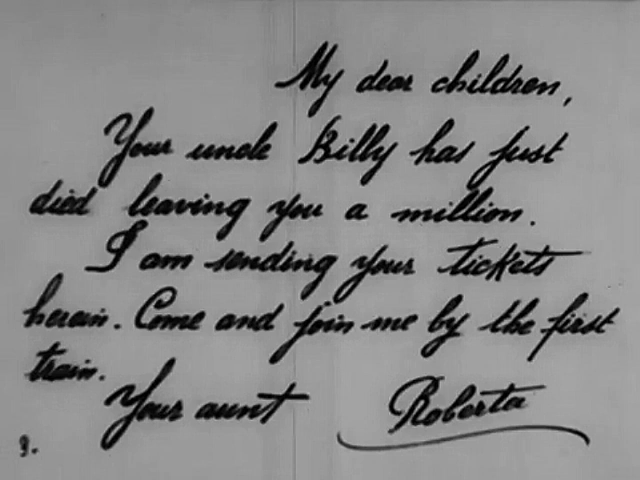 My dear children,
Your uncle Billy has just
died leaving you a million.
I am sending your tickets
herein. Come and join me by the first
train.
Your aunt Roberta
9.